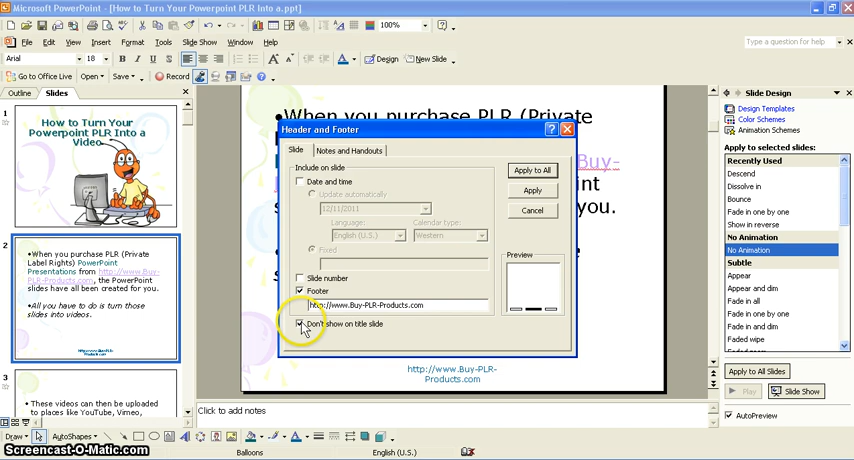 Microsoft PowerPoint - [How to Turn Your Powerpoint PLR Into a.ppt]
100%
File Edit View Insert Format Tools Slide Show Window Help
Type a question for help
Arial 18 B I U S A A A Design New Slide
Go to Office Live Open Save Record
Outline Slides
1
How to Turn Your
Powerpoint PLR Into a
Video
2
•When you purchase PLR (Private
Label Rights) PowerPoint
Presentations from http://www.Buy-
PLR-Products.com, the PowerPoint
slides have all been created for you.
•All you have to do is turn those
slides into videos.
http://www.Buy-PLR-
Products.com
3
•These videos can then be uploaded
to places like YouTube, Vimeo,
•When you purchase PLR (Private
Buy-
int
you.
Header and Footer
Slide Notes and Handouts
Include on slide
Date and time
Update automatically
12/11/2011
Language: Calendar type:
English (U.S.) Western
Fixed
Slide number
Footer
http://www.Buy-PLR-Products.com
Don't show on title slide
Apply to All
Apply
Cancel
Preview
http://www.Buy-PLR-
Products.com
Click to add notes
Slide Design
Design Templates
Color Schemes
Animation Schemes
Apply to selected slides:
Recently Used
Descend
Dissolve in
Bounce
Fade in one by one
Show in reverse
No Animation
No Animation
Subtle
Appear
Appear and dim
Fade in all
Fade in one by one
Fade in and dim
Faded wipe
Apply to All Slides
Play Slide Show
AutoPreview
Draw AutoShapes
Screencast-O-Matic.com
Balloons English (U.S.)